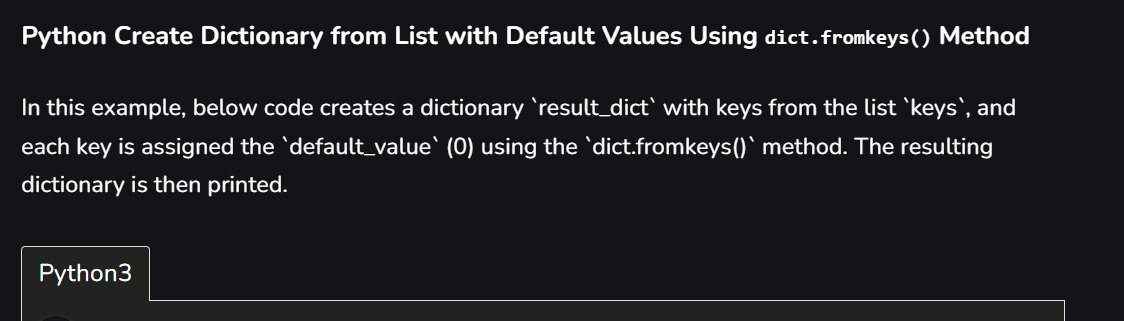 Python Create Dictionary from List with Default Values Using dict.fromkeys() Method
In this example, below code creates a dictionary `result_dict` with keys from the list `keys`, and
each key is assigned the `default_value` (0) using the `dict.fromkeys()` method. The resulting
dictionary is then printed.
Python3